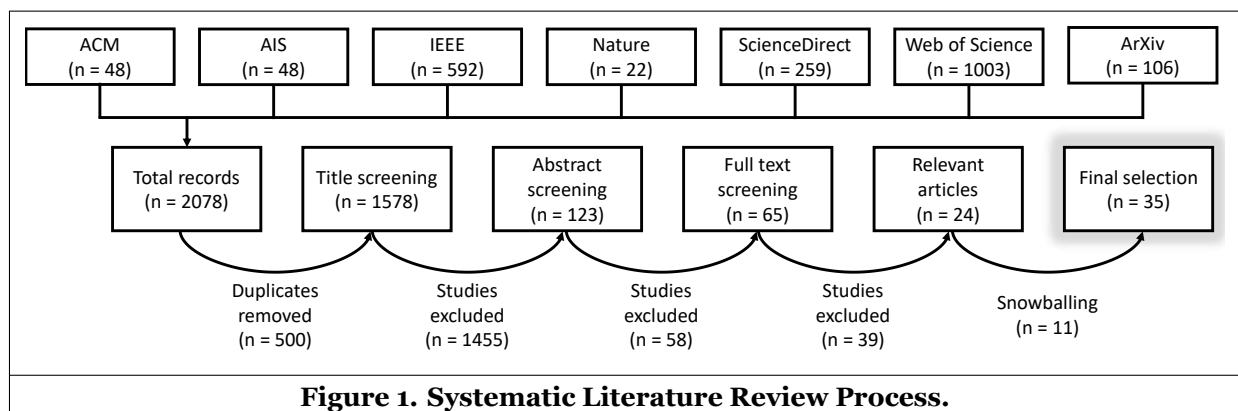 ACM
(n = 48)
AIS
(n = 48)
IEEE
(n = 592)
Nature
(n = 22)
ScienceDirect
(n = 259)
Web of Science
(n = 1003)
ArXiv
(n = 106)
Total records
(n = 2078)
Title screening
(n = 1578)
Abstract
screening
(n = 123)
Full text
screening
(n = 65)
Relevant
articles
(n = 24)
Final selection
(n = 35)
Duplicates
removed
(n = 500)
Studies
excluded
(n = 1455)
Studies
excluded
(n = 58)
Studies
excluded
(n = 39)
Snowballing
(n = 11)
Figure 1. Systematic Literature Review Process.